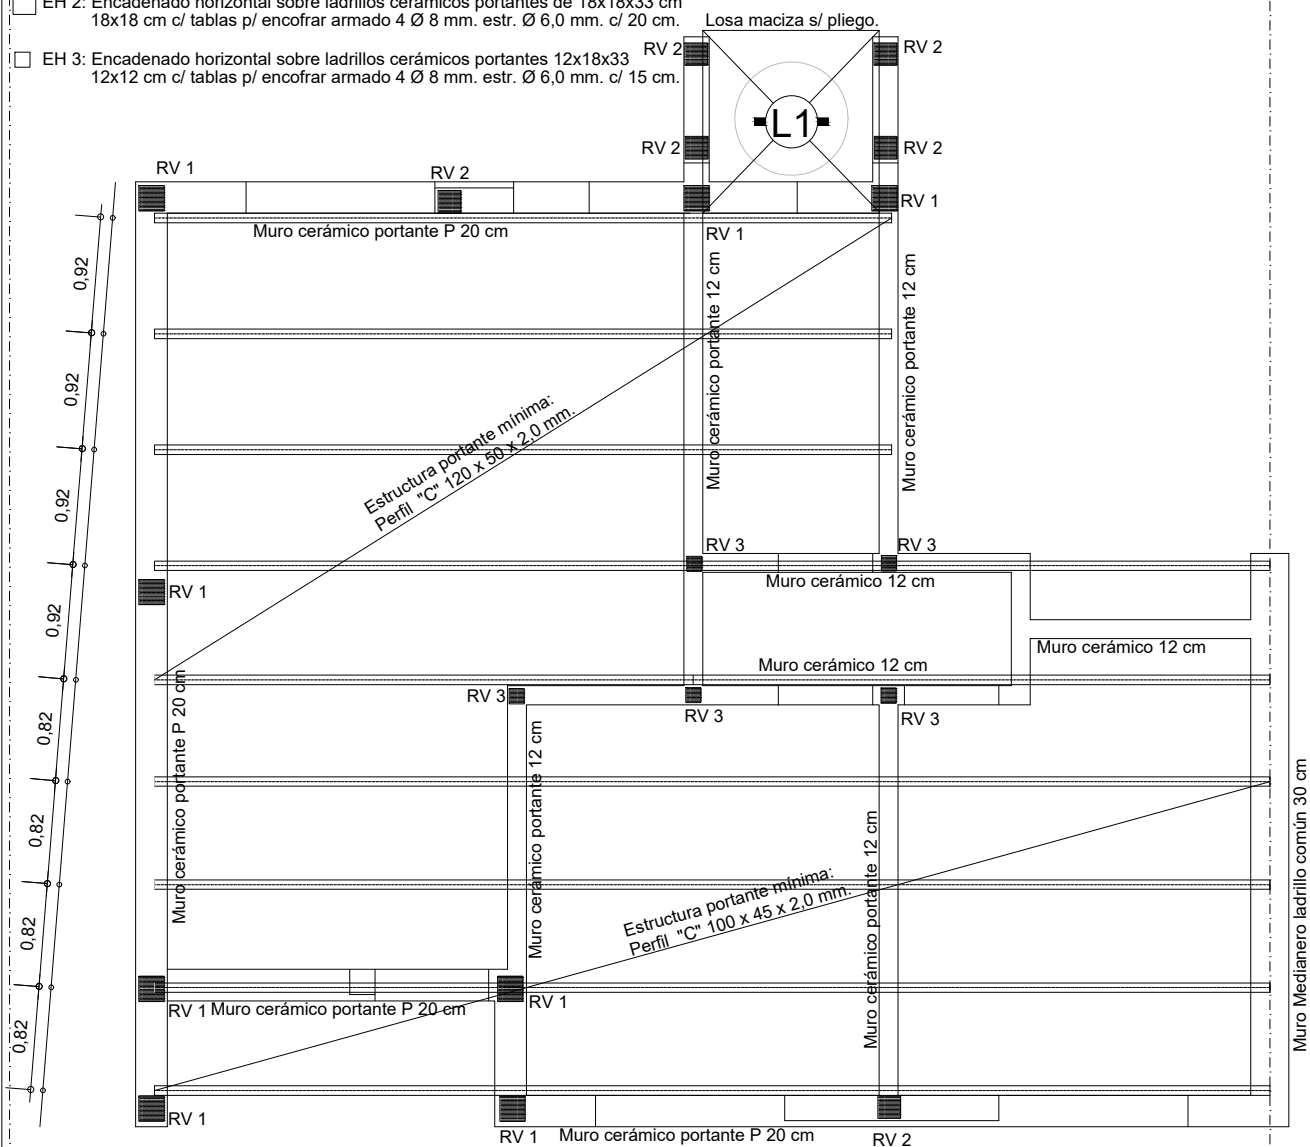 EH 2: Encadenado horizontal sobre ladrillos cerámicos portantes de 18x18x33 cm
18x18 cm c/ tablas p/ encofrar armado 4 Ø 8 mm. estr. Ø 6,0 mm. c/ 20 cm.
EH 3: Encadenado horizontal sobre ladrillos cerámicos portantes 12x18x33
12x12 cm c/ tablas p/ encofrar armado 4 Ø 8 mm. estr. Ø 6,0 mm. c/ 15 cm.
Losa maciza s/ pliego.
RV 2
RV 2
L1
RV 2
RV 2
RV 1
RV 2
RV 1
RV 1
Muro cerámico portante P 20 cm
Muro cerámico portante 12 cm
Muro cerámico portante 12 cm
0,92
0,92
0,92
0,92
0,82
0,82
0,82
0,82
Estructura portante mínima:
Perfil "C" 120 x 50 x 2,0 mm.
RV 3
RV 3
Muro cerámico 12 cm
RV 1
Muro cerámico 12 cm
Muro cerámico 12 cm
RV 3
RV 3
RV 3
Muro cerámico portante P 20 cm
Muro cerámico portante 12 cm
Muro cerámico portante 12 cm
Muro Medianero ladrillo común 30 cm
Estructura portante mínima:
Perfil "C" 100 x 45 x 2,0 mm.
RV 1
Muro cerámico portante P 20 cm
RV 1
RV 1
RV 1
Muro cerámico portante P 20 cm
RV 2